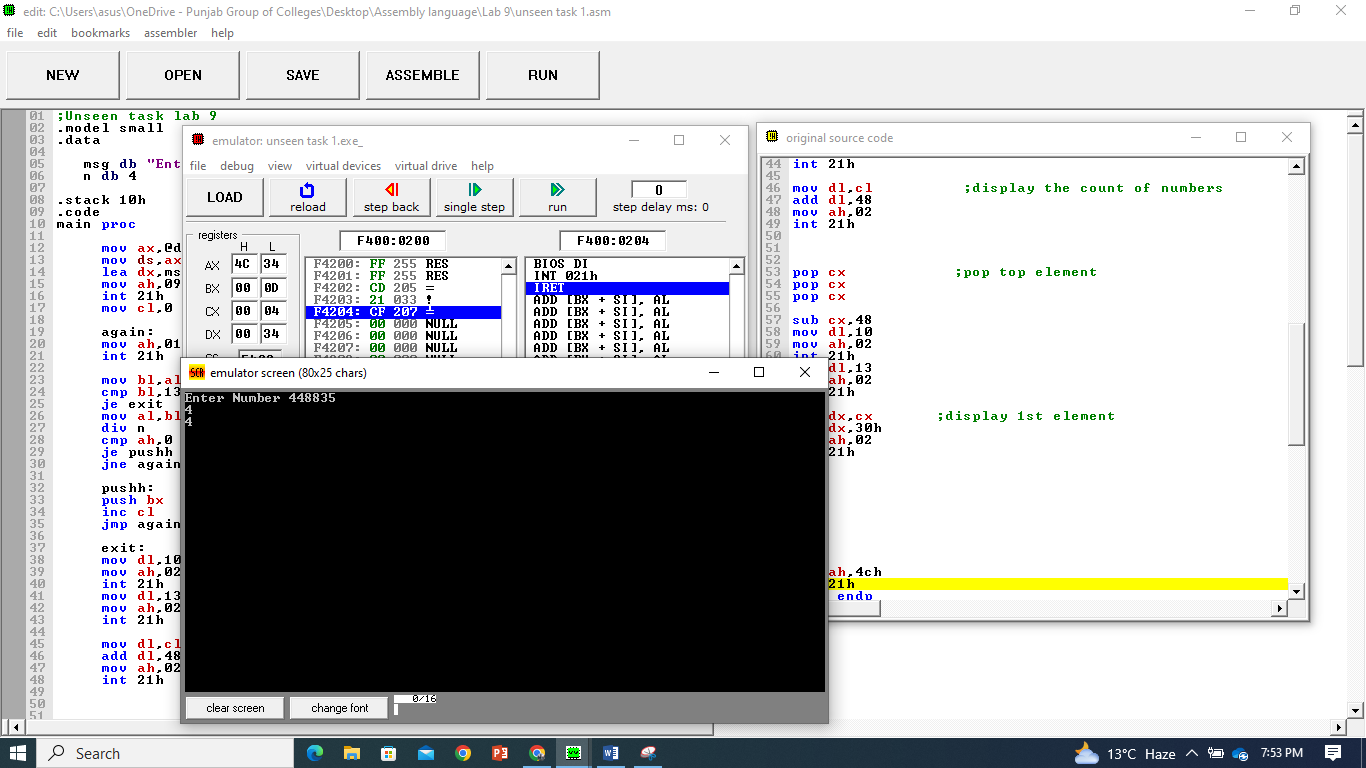 edit: C:\Users\asus\OneDrive - Punjab Group of Colleges\Desktop\Assembly language\Lab 9\unseen task 1.asm
file edit bookmarks assembler help
NEW OPEN SAVE ASSEMBLE RUN
01 ;Unseen task lab 9
02 .model small
03 .data
04
05 msg db "Ent
06 n db 4
07
08 .stack 10h
09 .code
10 main proc
11
12 mov ax,@d
13 mov ds,ax
14 lea dx,ms
15 mov ah,09
16 int 21h
17 mov cl,0
18
19 again:
20 mov ah,01
21 int 21h
22
23 mov bl,al
24 cmp bl,13
25 je exit
26 mov al,bl
27 div n
28 cmp ah,0
29 je pushh
30 jne again
31
32 pushh:
33 push bx
34 inc cl
35 jmp again
36
37 exit:
38 mov dl,10
39 mov ah,02
40 int 21h
41 mov dl,13
42 mov ah,02
43 int 21h
44
45 mov dl,cl
46 add dl,48
47 mov ah,02
48 int 21h
49
50
51
emulator: unseen task 1.exe_
file debug view virtual devices virtual drive help
LOAD reload step back single step run 0
step delay ms: 0
registers F400:0200 F400:0204
H L
AX 4C 34
BX 00 0D
CX 00 04
DX 00 34
F4200: FF 255 RES
F4201: FF 255 RES
F4202: CD 205 =
F4203: 21 033 !
F4204: CF 207 ╧
F4205: 00 000 NULL
F4206: 00 000 NULL
F4207: 00 000 NULL
BIOS DI
INT 021h
IRET
ADD [BX + SI], AL
ADD [BX + SI], AL
ADD [BX + SI], AL
ADD [BX + SI], AL
ADD [BX + SI], AL
original source code
44 int 21h
45
46 mov dl,cl ;display the count of numbers
47 add dl,48
48 mov ah,02
49 int 21h
50
51
52
53 pop cx ;pop top element
54 pop cx
55 pop cx
56
57 sub cx,48
58 mov dl,10
59 mov ah,02
60 int 21h
dl,13
ah,02
21h
dx,cx ;display 1st element
dx,30h
ah,02
21h
ah,4ch
21h
endp
SCR emulator screen (80x25 chars)
Enter Number 448835
4
4
clear screen change font 0/16
Search 13°C Haze 7:53 PM